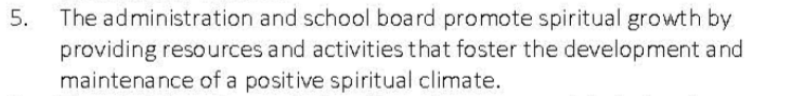 5. The administration and school board promote spiritual growth by
providing resources and activities that foster the development and
maintenance of a positive spiritual climate.